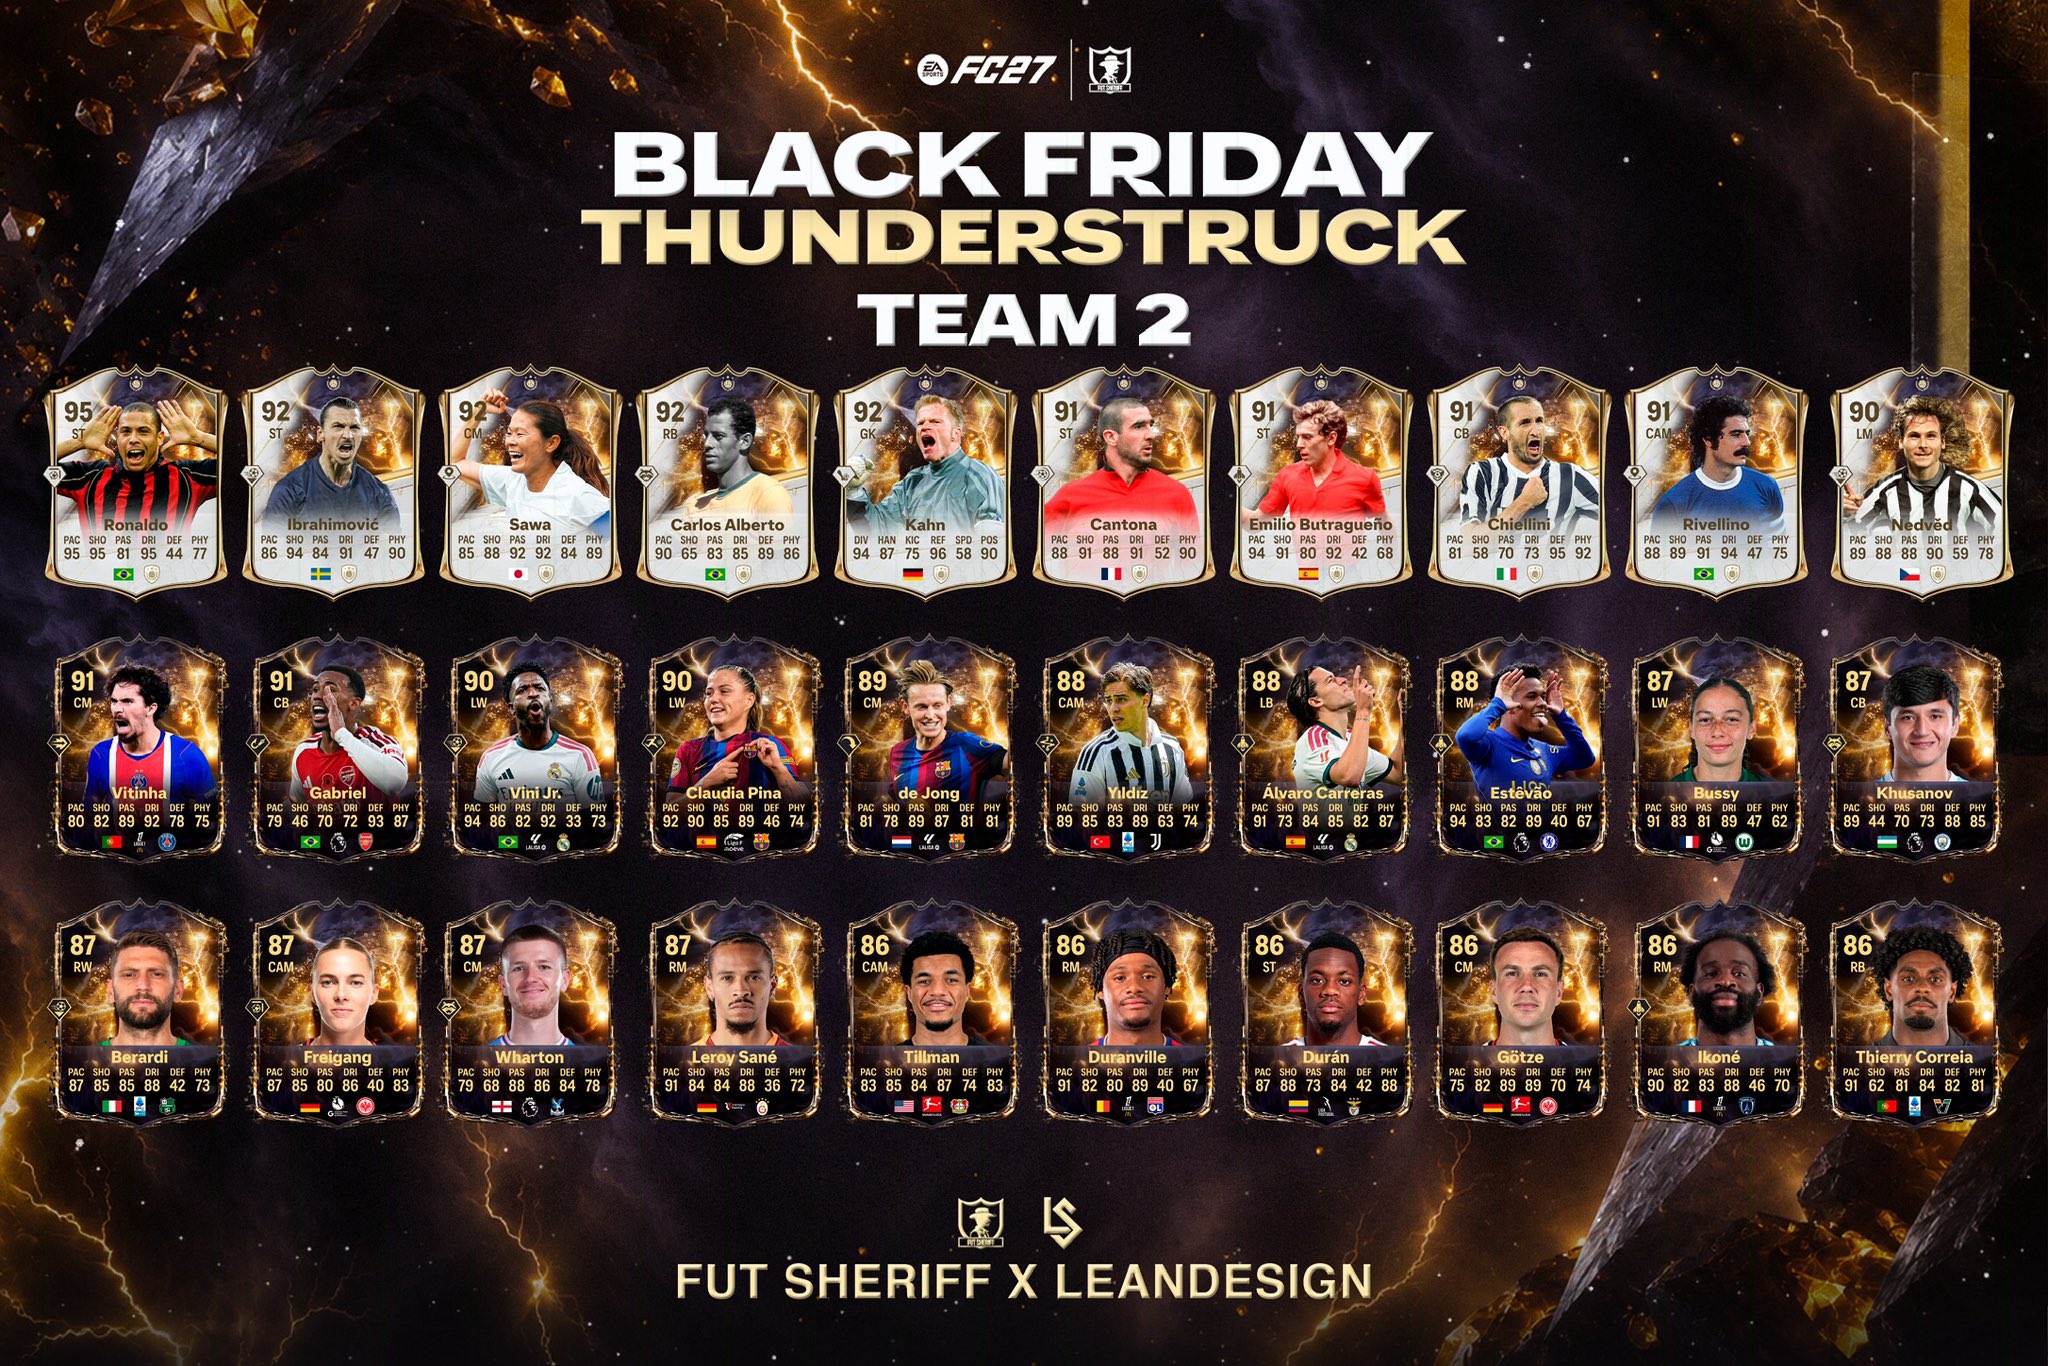 EA SPORTS FC27 FUT SHERIFF
BLACK FRIDAY
THUNDERSTRUCK
TEAM 2
95 ST Ronaldo
PAC SHO PAS DRI DEF PHY
95 95 81 95 44 77
92 ST Ibrahimović
PAC SHO PAS DRI DEF PHY
86 94 84 91 47 90
92 CM Sawa
PAC SHO PAS DRI DEF PHY
85 88 92 92 84 89
92 RB Carlos Alberto
PAC SHO PAS DRI DEF PHY
90 65 83 85 89 86
92 GK Kahn
DIV HAN KIC REF SPD POS
94 87 75 96 58 90
91 ST Cantona
PAC SHO PAS DRI DEF PHY
88 91 88 91 52 90
91 ST Emilio Butragueño
PAC SHO PAS DRI DEF PHY
94 91 80 92 42 68
91 CB Chiellini
PAC SHO PAS DRI DEF PHY
81 58 70 73 95 92
91 CAM Rivellino
PAC SHO PAS DRI DEF PHY
88 89 91 94 47 75
90 LM Nedvěd
PAC SHO PAS DRI DEF PHY
89 88 88 90 59 78
91 CM Vitinha
PAC SHO PAS DRI DEF PHY
80 82 89 92 78 75
91 CB Gabriel
PAC SHO PAS DRI DEF PHY
79 46 70 72 93 87
90 LW Vini Jr.
PAC SHO PAS DRI DEF PHY
94 86 82 92 33 73
LALIGA
90 LW Claudia Pina
PAC SHO PAS DRI DEF PHY
92 90 85 89 46 74
Liga F moeve
89 CM de Jong
PAC SHO PAS DRI DEF PHY
81 78 89 89 81 81
LALIGA
88 CAM Yıldız
PAC SHO PAS DRI DEF PHY
89 85 83 89 63 74
88 LB Álvaro Carreras
PAC SHO PAS DRI DEF PHY
91 73 84 85 82 87
LALIGA
88 RM Estêvão
PAC SHO PAS DRI DEF PHY
94 83 82 89 40 67
87 LW Bussy
PAC SHO PAS DRI DEF PHY
91 83 81 89 47 62
87 CB Khusanov
PAC SHO PAS DRI DEF PHY
89 44 70 73 88 85
87 RW Berardi
PAC SHO PAS DRI DEF PHY
87 85 85 88 42 73
87 CAM Freigang
PAC SHO PAS DRI DEF PHY
87 85 80 86 40 83
87 CM Wharton
PAC SHO PAS DRI DEF PHY
79 68 88 86 84 78
87 RM Leroy Sané
PAC SHO PAS DRI DEF PHY
91 84 84 88 36 72
86 CAM Tillman
PAC SHO PAS DRI DEF PHY
83 85 84 87 74 83
BUNDESLIGA
86 RM Duranville
PAC SHO PAS DRI DEF PHY
91 82 80 89 40 67
LIGUE 1
86 ST Durán
PAC SHO PAS DRI DEF PHY
87 88 73 84 42 88
LIGA PORTUGAL
86 CM Götze
PAC SHO PAS DRI DEF PHY
75 82 89 89 70 74
BUNDESLIGA
86 RM Ikoné
PAC SHO PAS DRI DEF PHY
90 82 83 88 46 70
LIGUE 1
86 RB Thierry Correia
PAC SHO PAS DRI DEF PHY
91 62 81 84 82 81
FUT SHERIFF LS
FUT SHERIFF X LEANDESIGN